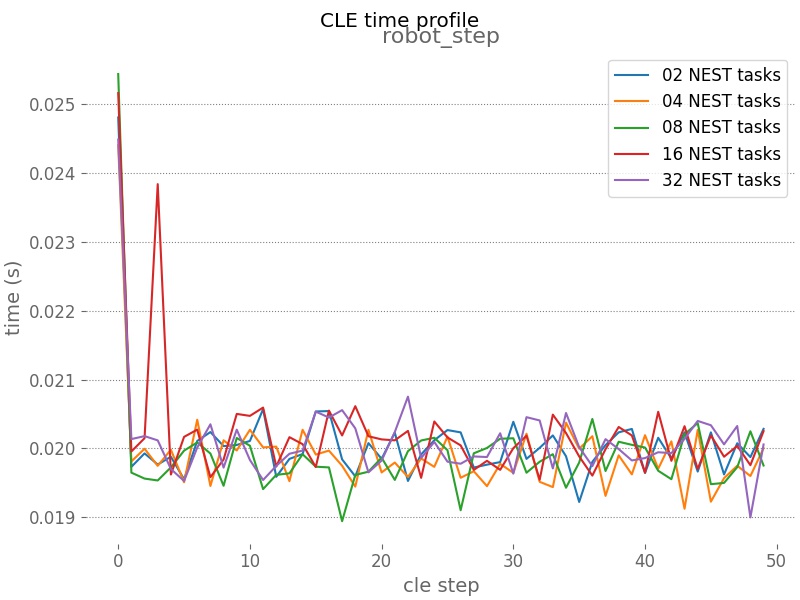 CLE time profile
robot_step
02 NEST tasks
04 NEST tasks
08 NEST tasks
16 NEST tasks
32 NEST tasks
time (s)
0.025
0.024
0.023
0.022
0.021
0.020
0.019
0 10 20 30 40 50
cle step